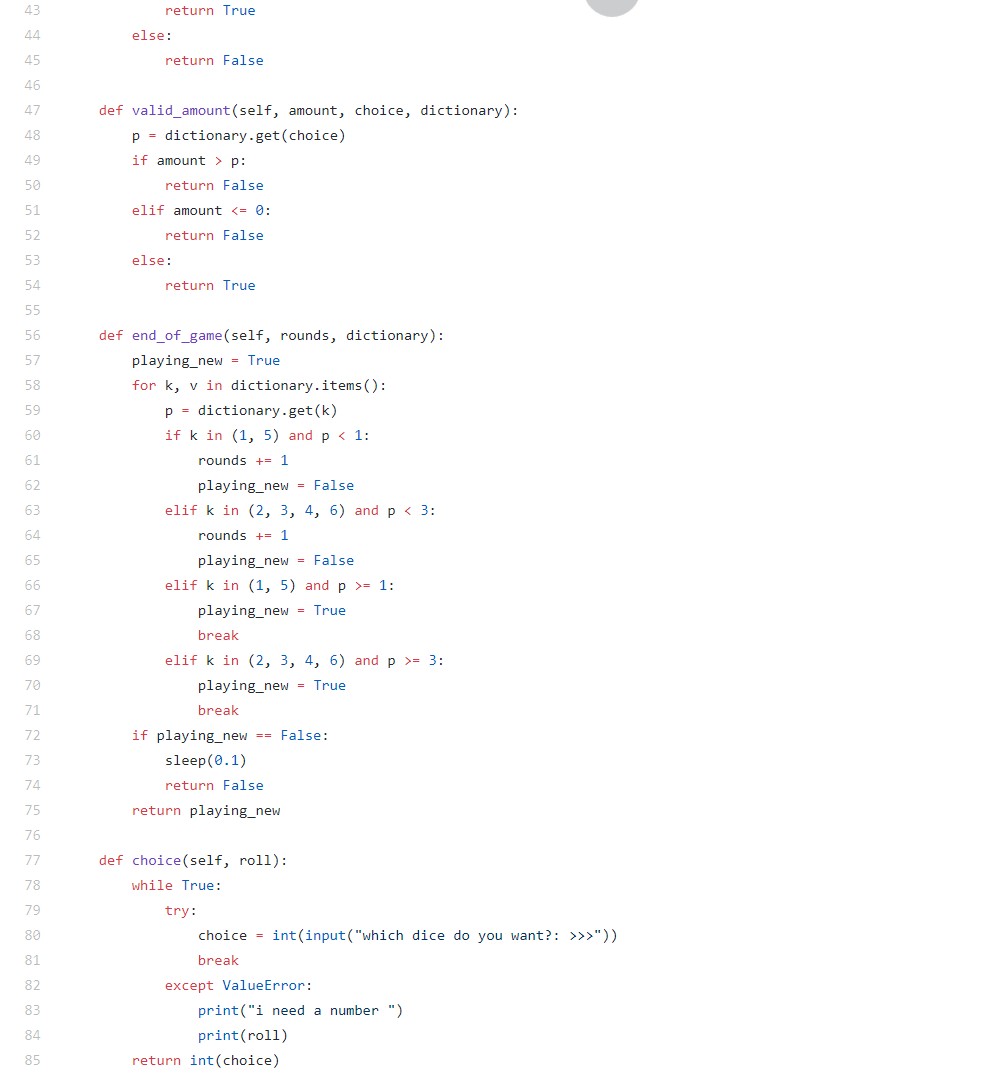 43                return True
44            else:
45                return False
46
47        def valid_amount(self, amount, choice, dictionary):
48            p = dictionary.get(choice)
49            if amount > p:
50                return False
51            elif amount <= 0:
52                return False
53            else:
54                return True
55
56        def end_of_game(self, rounds, dictionary):
57            playing_new = True
58            for k, v in dictionary.items():
59                p = dictionary.get(k)
60                if k in (1, 5) and p < 1:
61                    rounds += 1
62                    playing_new = False
63                elif k in (2, 3, 4, 6) and p < 3:
64                    rounds += 1
65                    playing_new = False
66                elif k in (1, 5) and p >= 1:
67                    playing_new = True
68                    break
69                elif k in (2, 3, 4, 6) and p >= 3:
70                    playing_new = True
71                    break
72            if playing_new == False:
73                sleep(0.1)
74                return False
75            return playing_new
76
77        def choice(self, roll):
78            while True:
79                try:
80                    choice = int(input("which dice do you want?: >>>"))
81                    break
82                except ValueError:
83                    print("i need a number ")
84                    print(roll)
85            return int(choice)